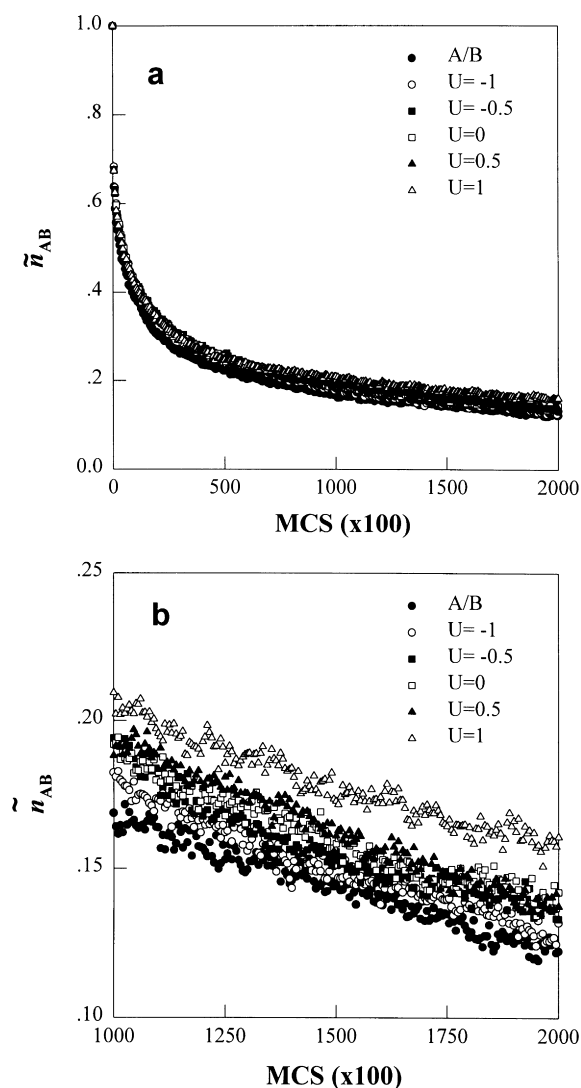 1.0
a
A/B
U= -1
U= -0.5
U=0
U=0.5
U=1
.8
.6
ñAB
.4
.2
0.0
0 500 1000 1500 2000
MCS (x100)
.25
b
A/B
U= -1
U= -0.5
U=0
U=0.5
U=1
.20
ñAB
.15
.10
1000 1250 1500 1750 2000
MCS (x100)